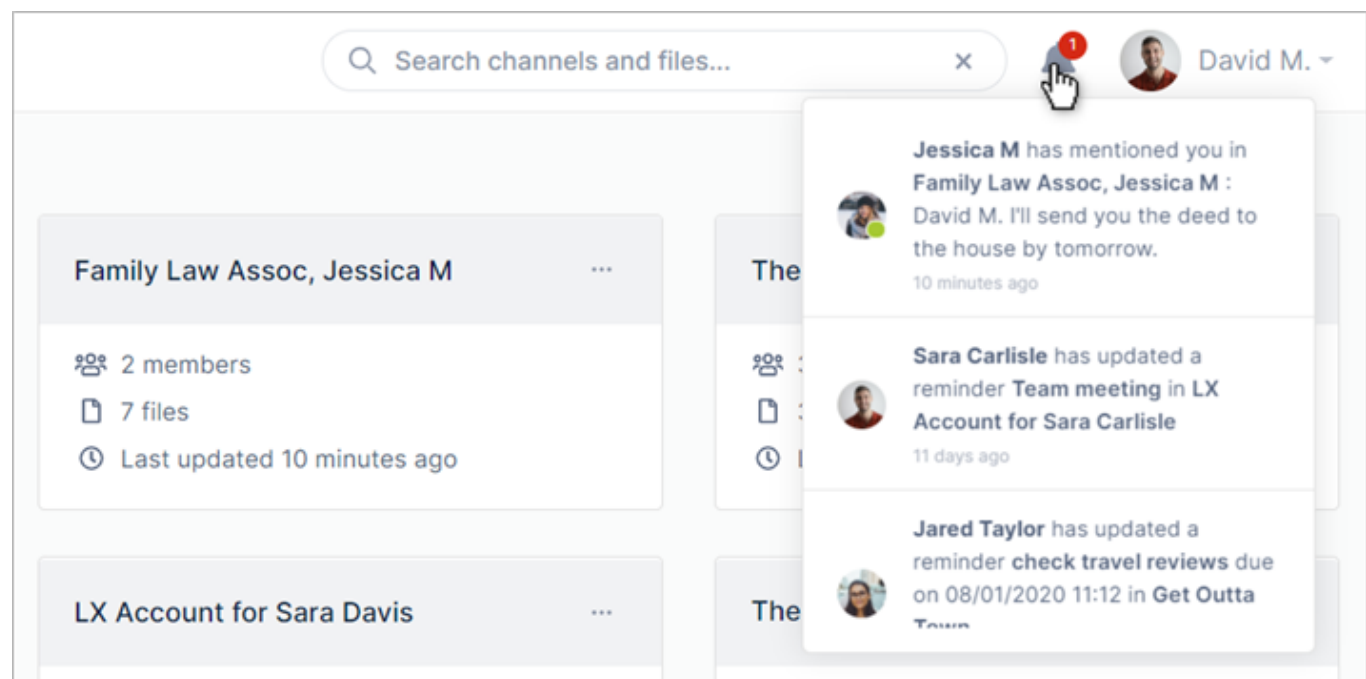 Search channels and files...
1
David M.
Jessica M has mentioned you in
Family Law Assoc, Jessica M :
David M. I'll send you the deed to
the house by tomorrow.
10 minutes ago
Sara Carlisle has updated a
reminder Team meeting in LX
Account for Sara Carlisle
11 days ago
Jared Taylor has updated a
reminder check travel reviews due
on 08/01/2020 11:12 in Get Outta
Town
Family Law Assoc, Jessica M
2 members
7 files
Last updated 10 minutes ago
The
LX Account for Sara Davis
The